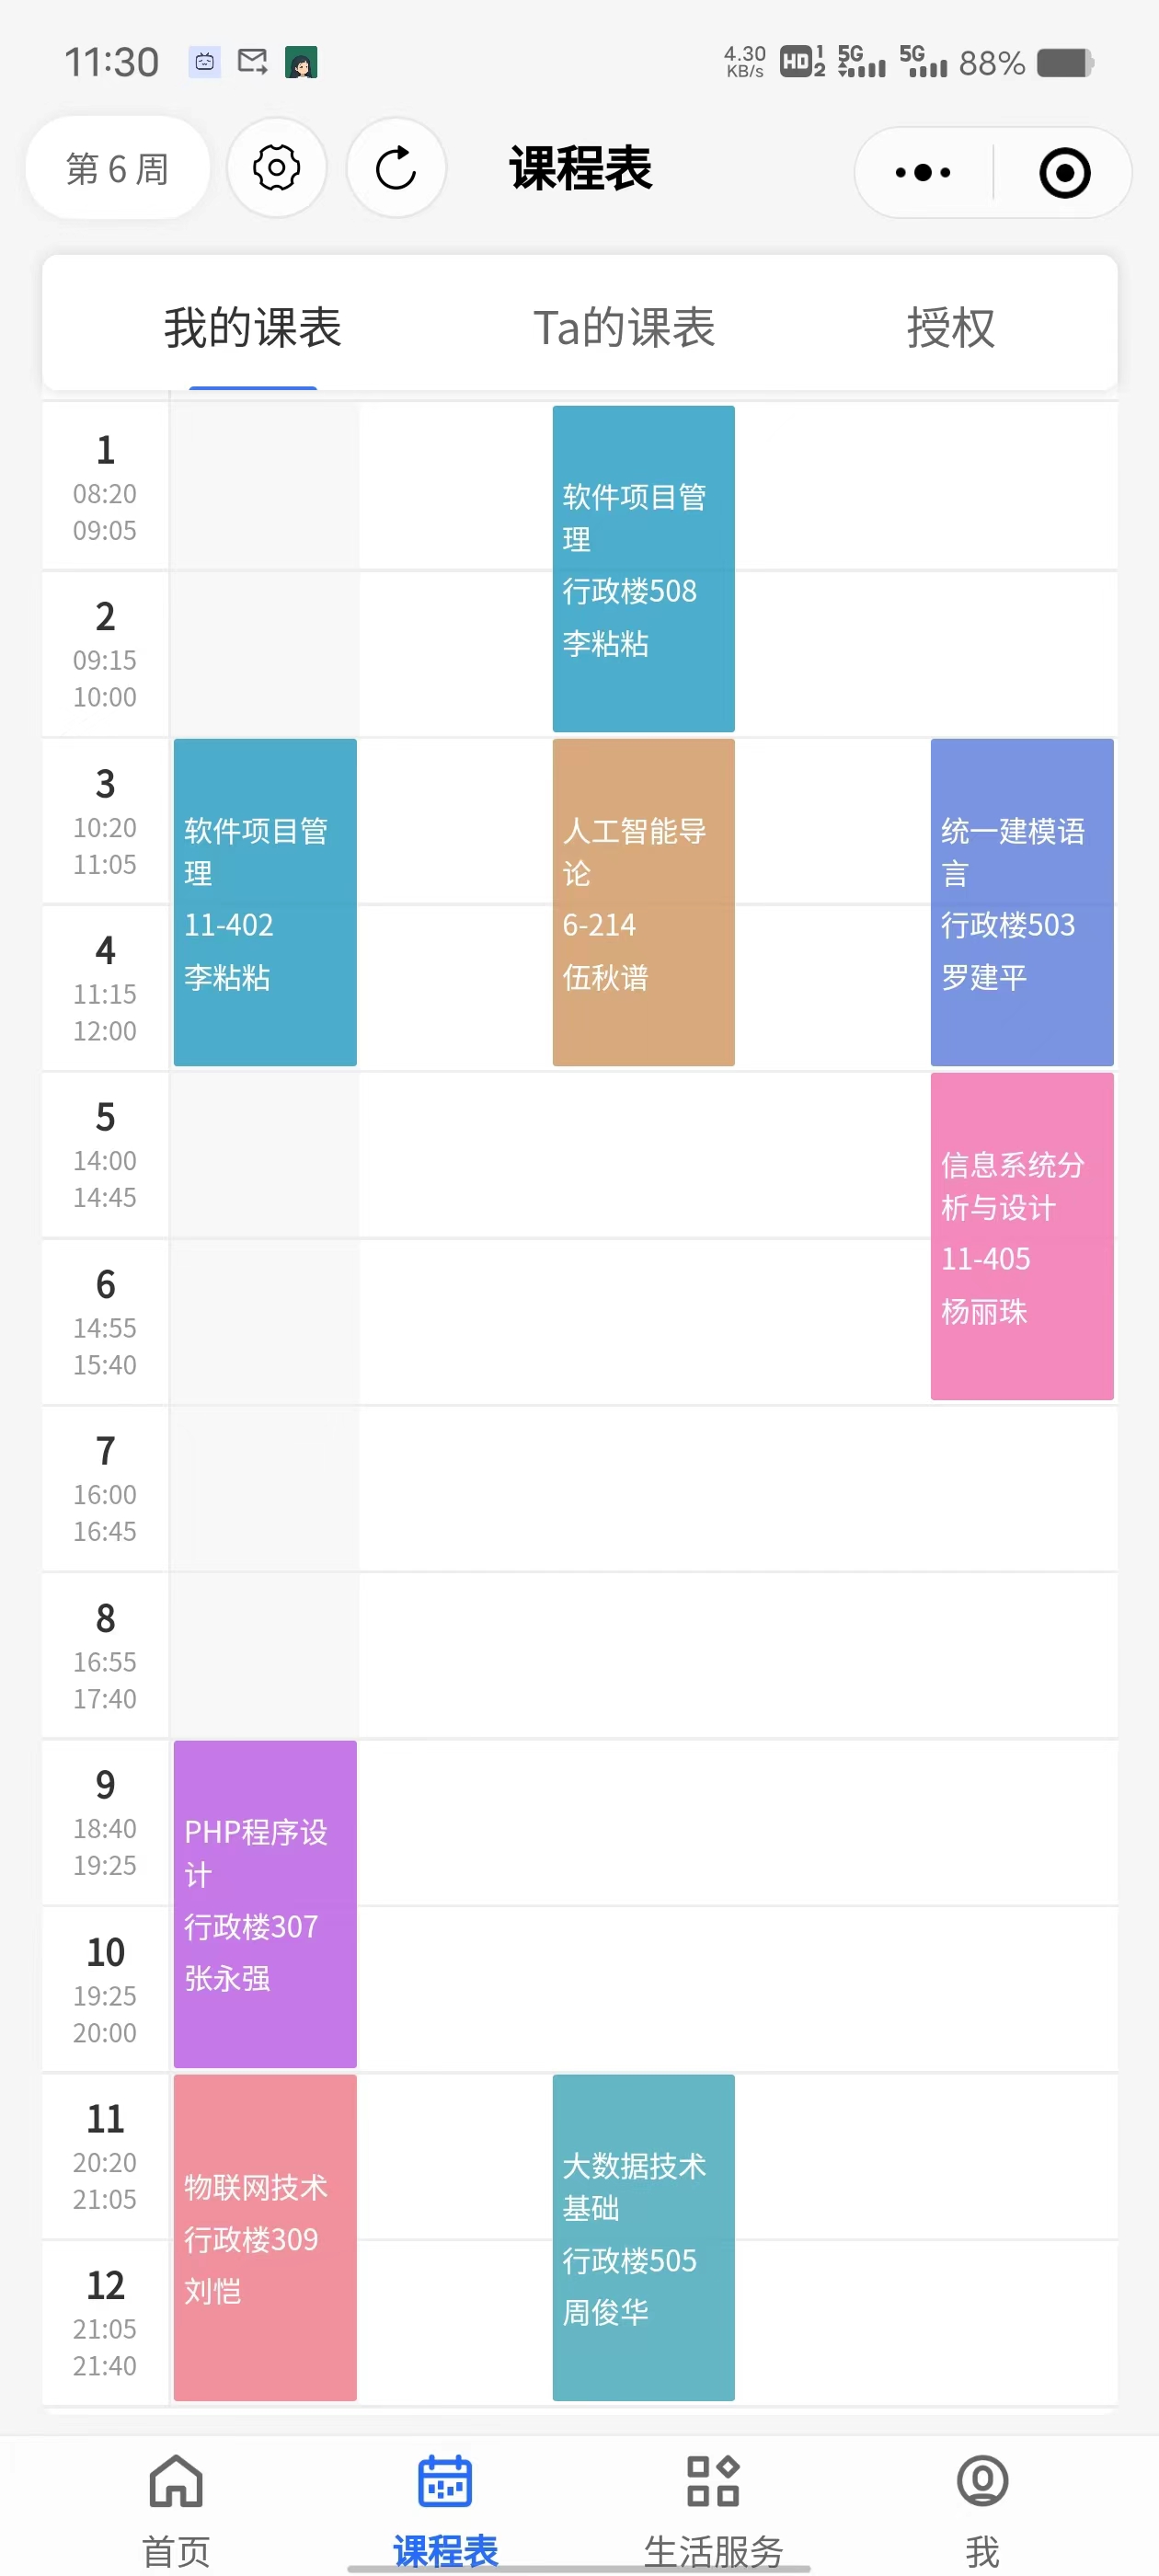 11:30
4.30
KB/s
HD
1
2
5G
5G
88%
第 6 周
课程表
我的课表
Ta的课表
授权
1
08:20
09:05
软件项目管
理
行政楼508
李粘粘
2
09:15
10:00
3
10:20
11:05
软件项目管
理
11-402
李粘粘
人工智能导
论
6-214
伍秋谱
统一建模语
言
行政楼503
罗建平
4
11:15
12:00
5
14:00
14:45
信息系统分
析与设计
11-405
杨丽珠
6
14:55
15:40
7
16:00
16:45
8
16:55
17:40
9
18:40
19:25
PHP程序设
计
行政楼307
张永强
10
19:25
20:00
11
20:20
21:05
物联网技术
行政楼309
刘恺
大数据技术
基础
行政楼505
周俊华
12
21:05
21:40
首页
课程表
生活服务
我